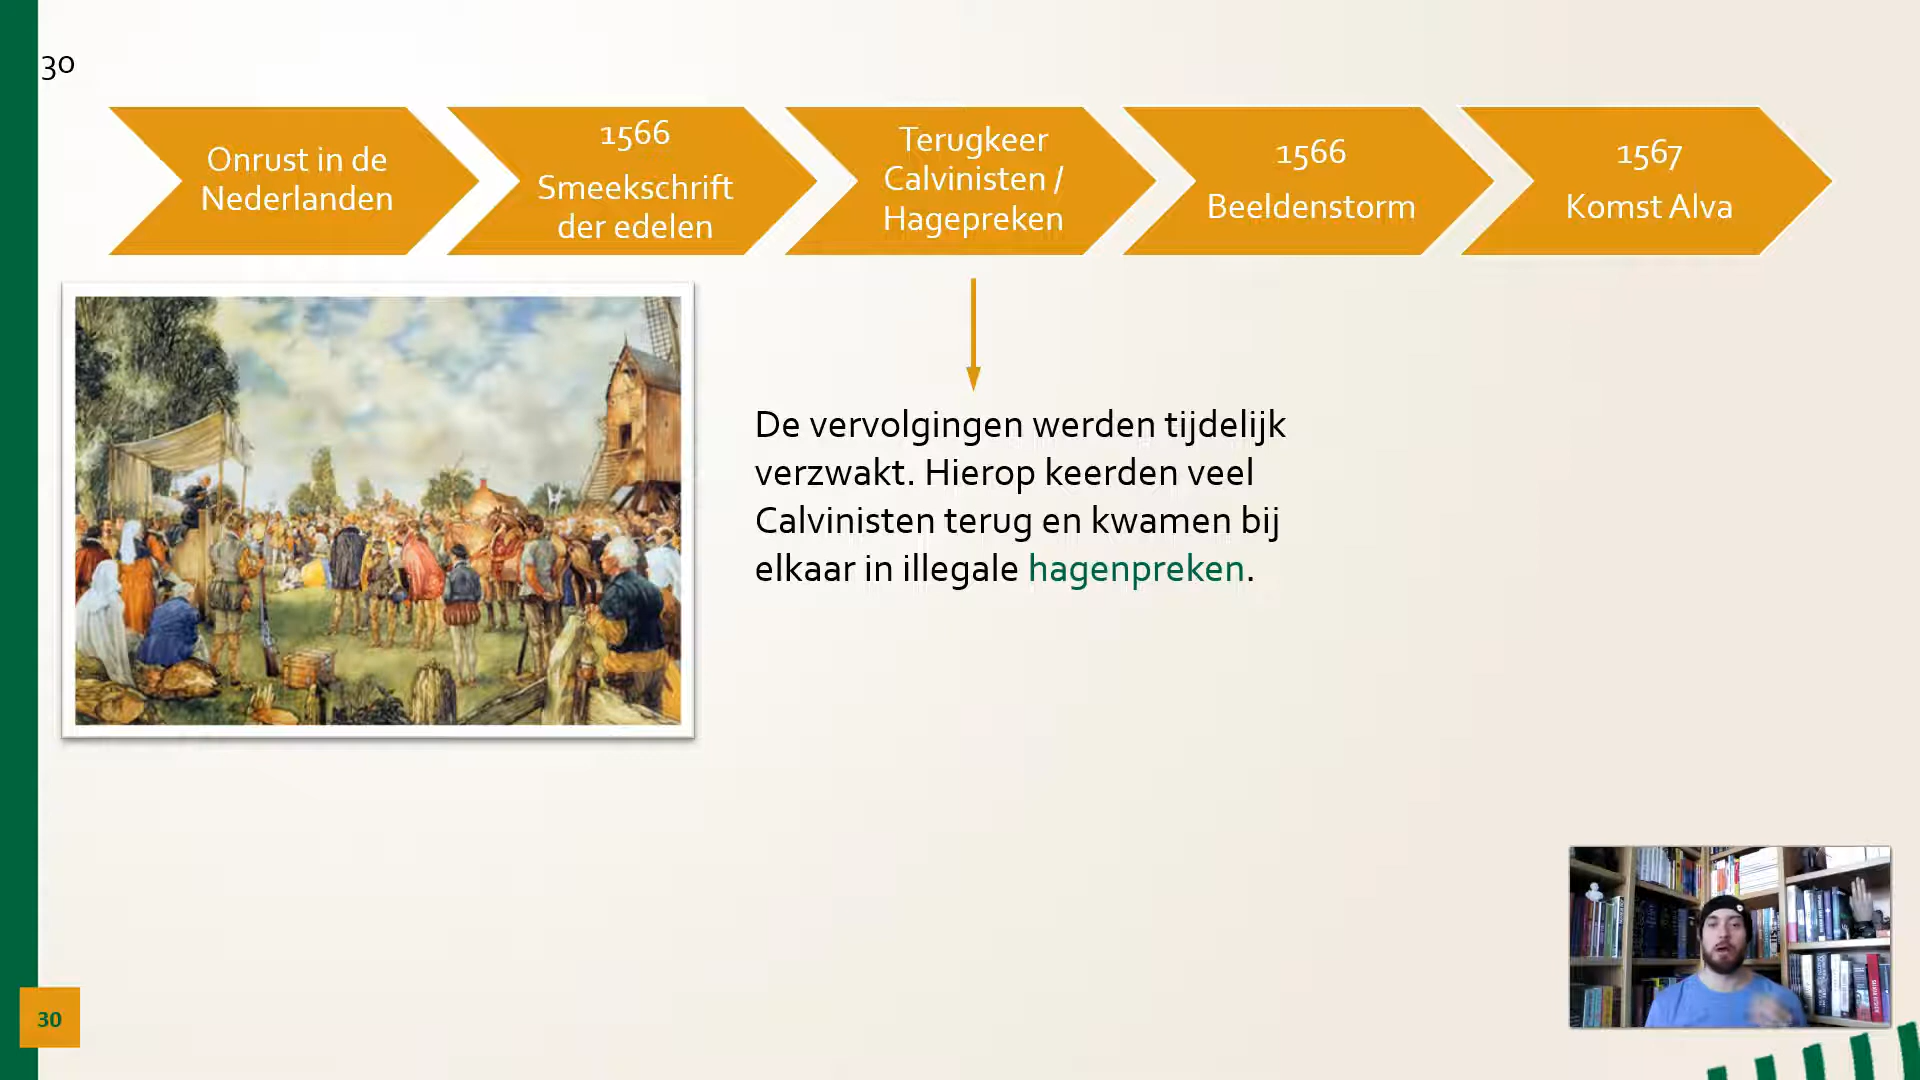 30
Onrust in de
Nederlanden
1566
Smeekschrift
der edelen
Terugkeer
Calvinisten /
Hagepreken
1566
Beeldenstorm
1567
Komst Alva
De vervolgingen werden tijdelijk
verzwakt. Hierop keerden veel
Calvinisten terug en kwamen bij
elkaar in illegale hagenpreken.
30